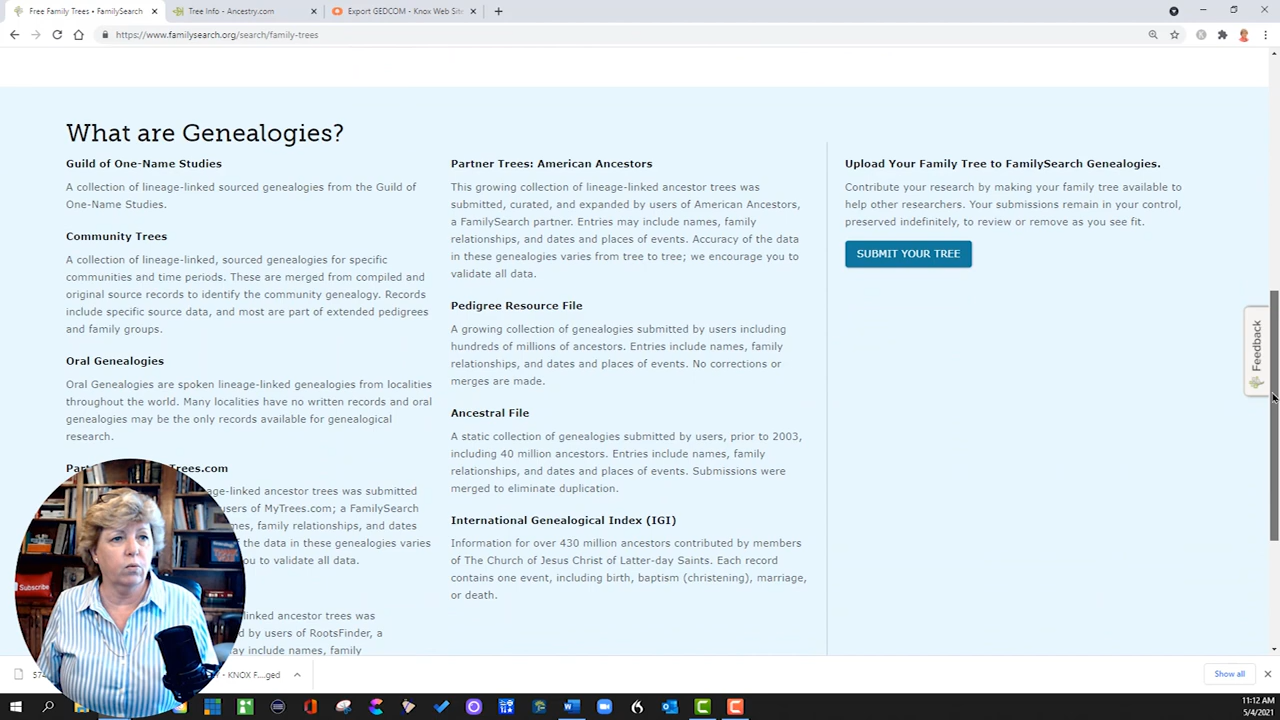 Free Family Trees • FamilySearch
Tree Info - Ancestry.com
Export GEDCOM - Knox Web Sit
https://www.familysearch.org/search/family-trees
What are Genealogies?
Guild of One-Name Studies
A collection of lineage-linked sourced genealogies from the Guild of
One-Name Studies.
Community Trees
A collection of lineage-linked, sourced genealogies for specific
communities and time periods. These are merged from compiled and
original source records to identify the community genealogy. Records
include specific source data, and most are part of extended pedigrees
and family groups.
Oral Genealogies
Oral Genealogies are spoken lineage-linked genealogies from localities
throughout the world. Many localities have no written records and oral
genealogies may be the only records available for genealogical
research.
Trees.com
age-linked ancestor trees was submitted
users of MyTrees.com; a FamilySearch
mes, family relationships, and dates
of the data in these genealogies varies
you to validate all data.
linked ancestor trees was
d by users of RootsFinder, a
may include names, family
Partner Trees: American Ancestors
This growing collection of lineage-linked ancestor trees was
submitted, curated, and expanded by users of American Ancestors,
a FamilySearch partner. Entries may include names, family
relationships, and dates and places of events. Accuracy of the data
in these genealogies varies from tree to tree; we encourage you to
validate all data.
Pedigree Resource File
A growing collection of genealogies submitted by users including
hundreds of millions of ancestors. Entries include names, family
relationships, and dates and places of events. No corrections or
merges are made.
Ancestral File
A static collection of genealogies submitted by users, prior to 2003,
including 40 million ancestors. Entries include names, family
relationships, and dates and places of events. Submissions were
merged to eliminate duplication.
International Genealogical Index (IGI)
Information for over 430 million ancestors contributed by members
of The Church of Jesus Christ of Latter-day Saints. Each record
contains one event, including birth, baptism (christening), marriage,
or death.
Upload Your Family Tree to FamilySearch Genealogies.
Contribute your research by making your family tree available to
help other researchers. Your submissions remain in your control,
preserved indefinitely, to review or remove as you see fit.
SUBMIT YOUR TREE
Feedback
Subscribe
- KNOX F....ged
Show all
11:12 AM
5/4/2021